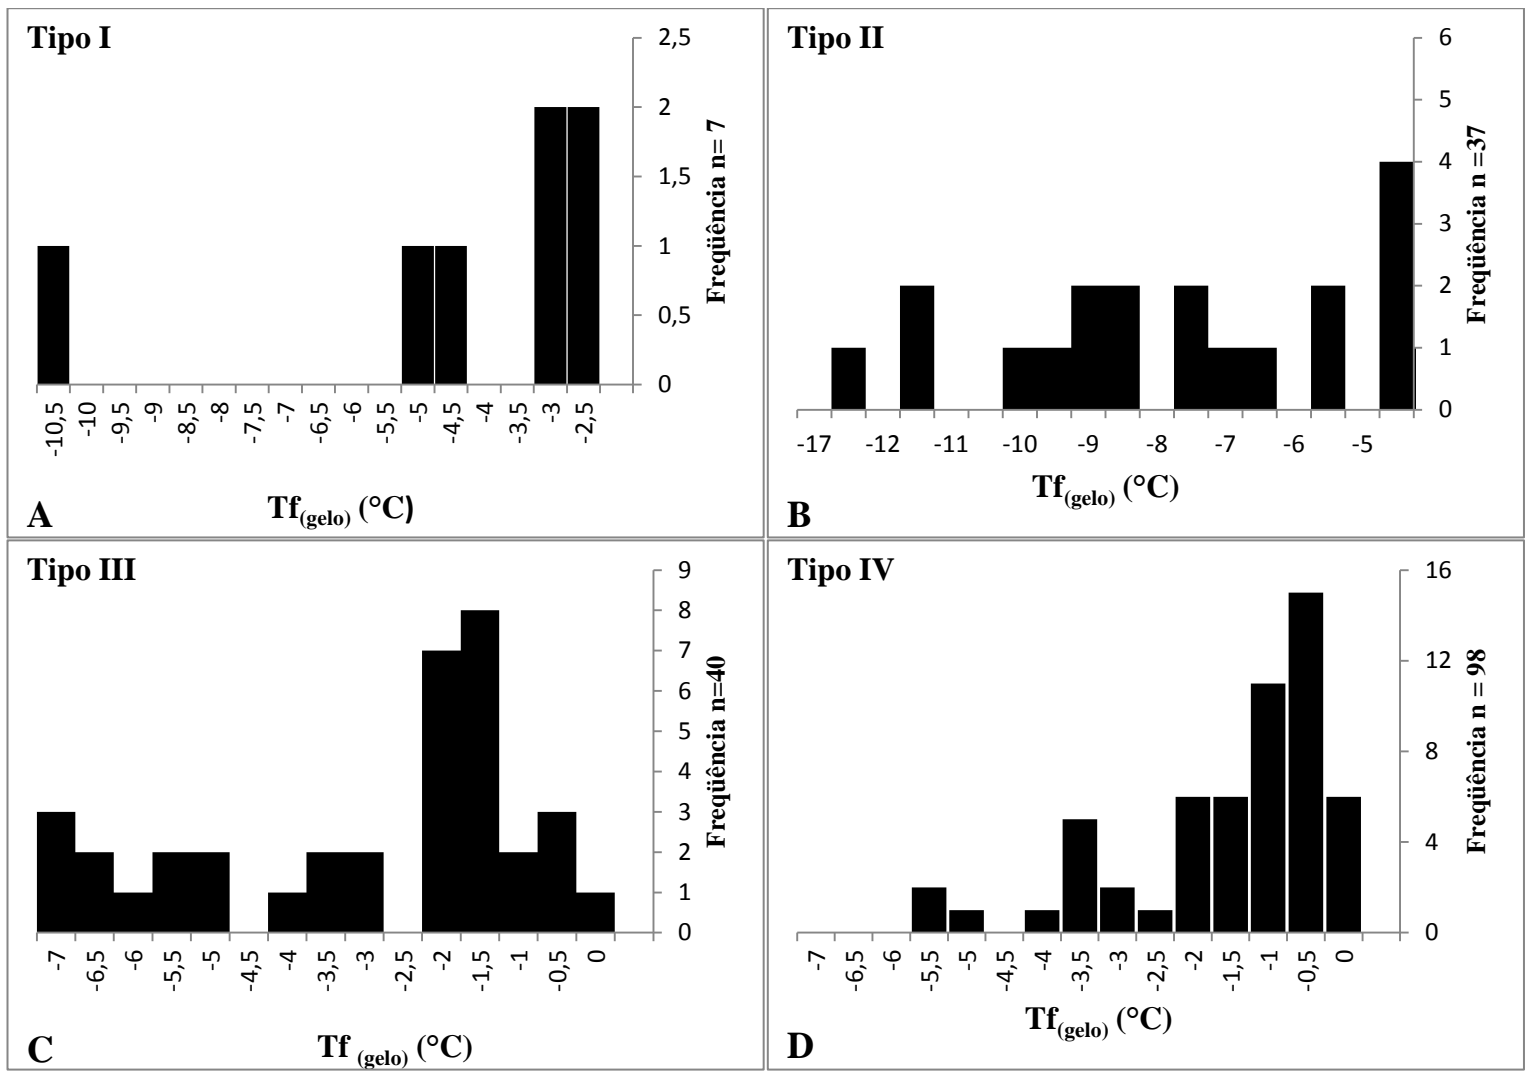 Tipo I
2,5
2
1,5
1
0,5
0
Freqüência n= 7
-10,5 -10 -9,5 -9 -8,5 -8 -7,5 -7 -6,5 -6 -5,5 -5 -4,5 -4 -3,5 -3 -2,5
Tf(gelo) (°C)
A
Tipo II
6
5
4
3
2
1
0
Freqüência n =37
-17 -12 -11 -10 -9 -8 -7 -6 -5
Tf(gelo) (°C)
B
Tipo III
9
8
7
6
5
4
3
2
1
0
Freqüência n=40
-7 -6,5 -6 -5,5 -5 -4,5 -4 -3,5 -3 -2,5 -2 -1,5 -1 -0,5 0
Tf (gelo) (°C)
C
Tipo IV
16
12
8
4
0
Freqüência n = 98
-7 -6,5 -6 -5,5 -5 -4,5 -4 -3,5 -3 -2,5 -2 -1,5 -1 -0,5 0
Tf(gelo) (°C)
D